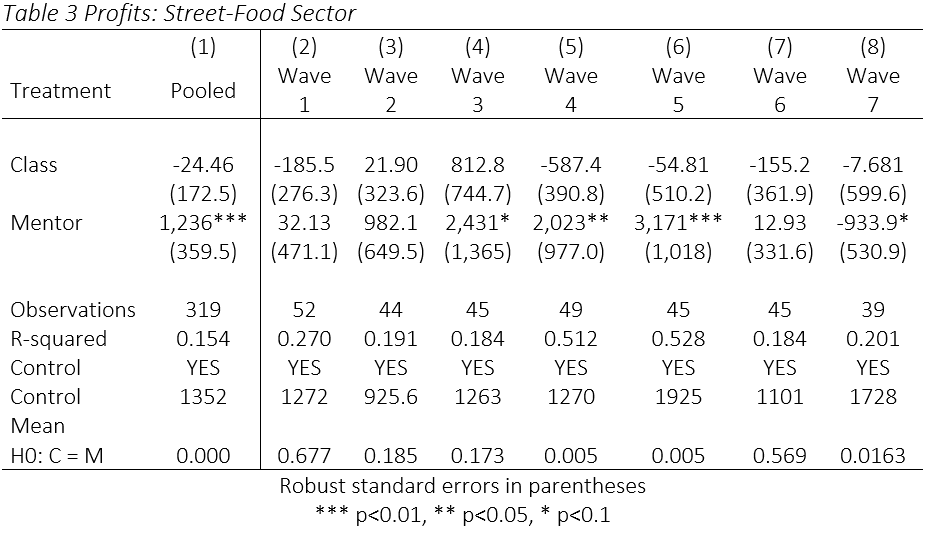 Table 3 Profits: Street-Food Sector
(1) (2) (3) (4) (5) (6) (7) (8)
Treatment Pooled Wave 1 Wave 2 Wave 3 Wave 4 Wave 5 Wave 6 Wave 7
Class -24.46 -185.5 21.90 812.8 -587.4 -54.81 -155.2 -7.681
(172.5) (276.3) (323.6) (744.7) (390.8) (510.2) (361.9) (599.6)
Mentor 1,236*** 32.13 982.1 2,431* 2,023** 3,171*** 12.93 -933.9*
(359.5) (471.1) (649.5) (1,365) (977.0) (1,018) (331.6) (530.9)
Observations 319 52 44 45 49 45 45 39
R-squared 0.154 0.270 0.191 0.184 0.512 0.528 0.184 0.201
Control YES YES YES YES YES YES YES YES
Control 1352 1272 925.6 1263 1270 1925 1101 1728
Mean
H0: C = M 0.000 0.677 0.185 0.173 0.005 0.005 0.569 0.0163
Robust standard errors in parentheses
*** p<0.01, ** p<0.05, * p<0.1